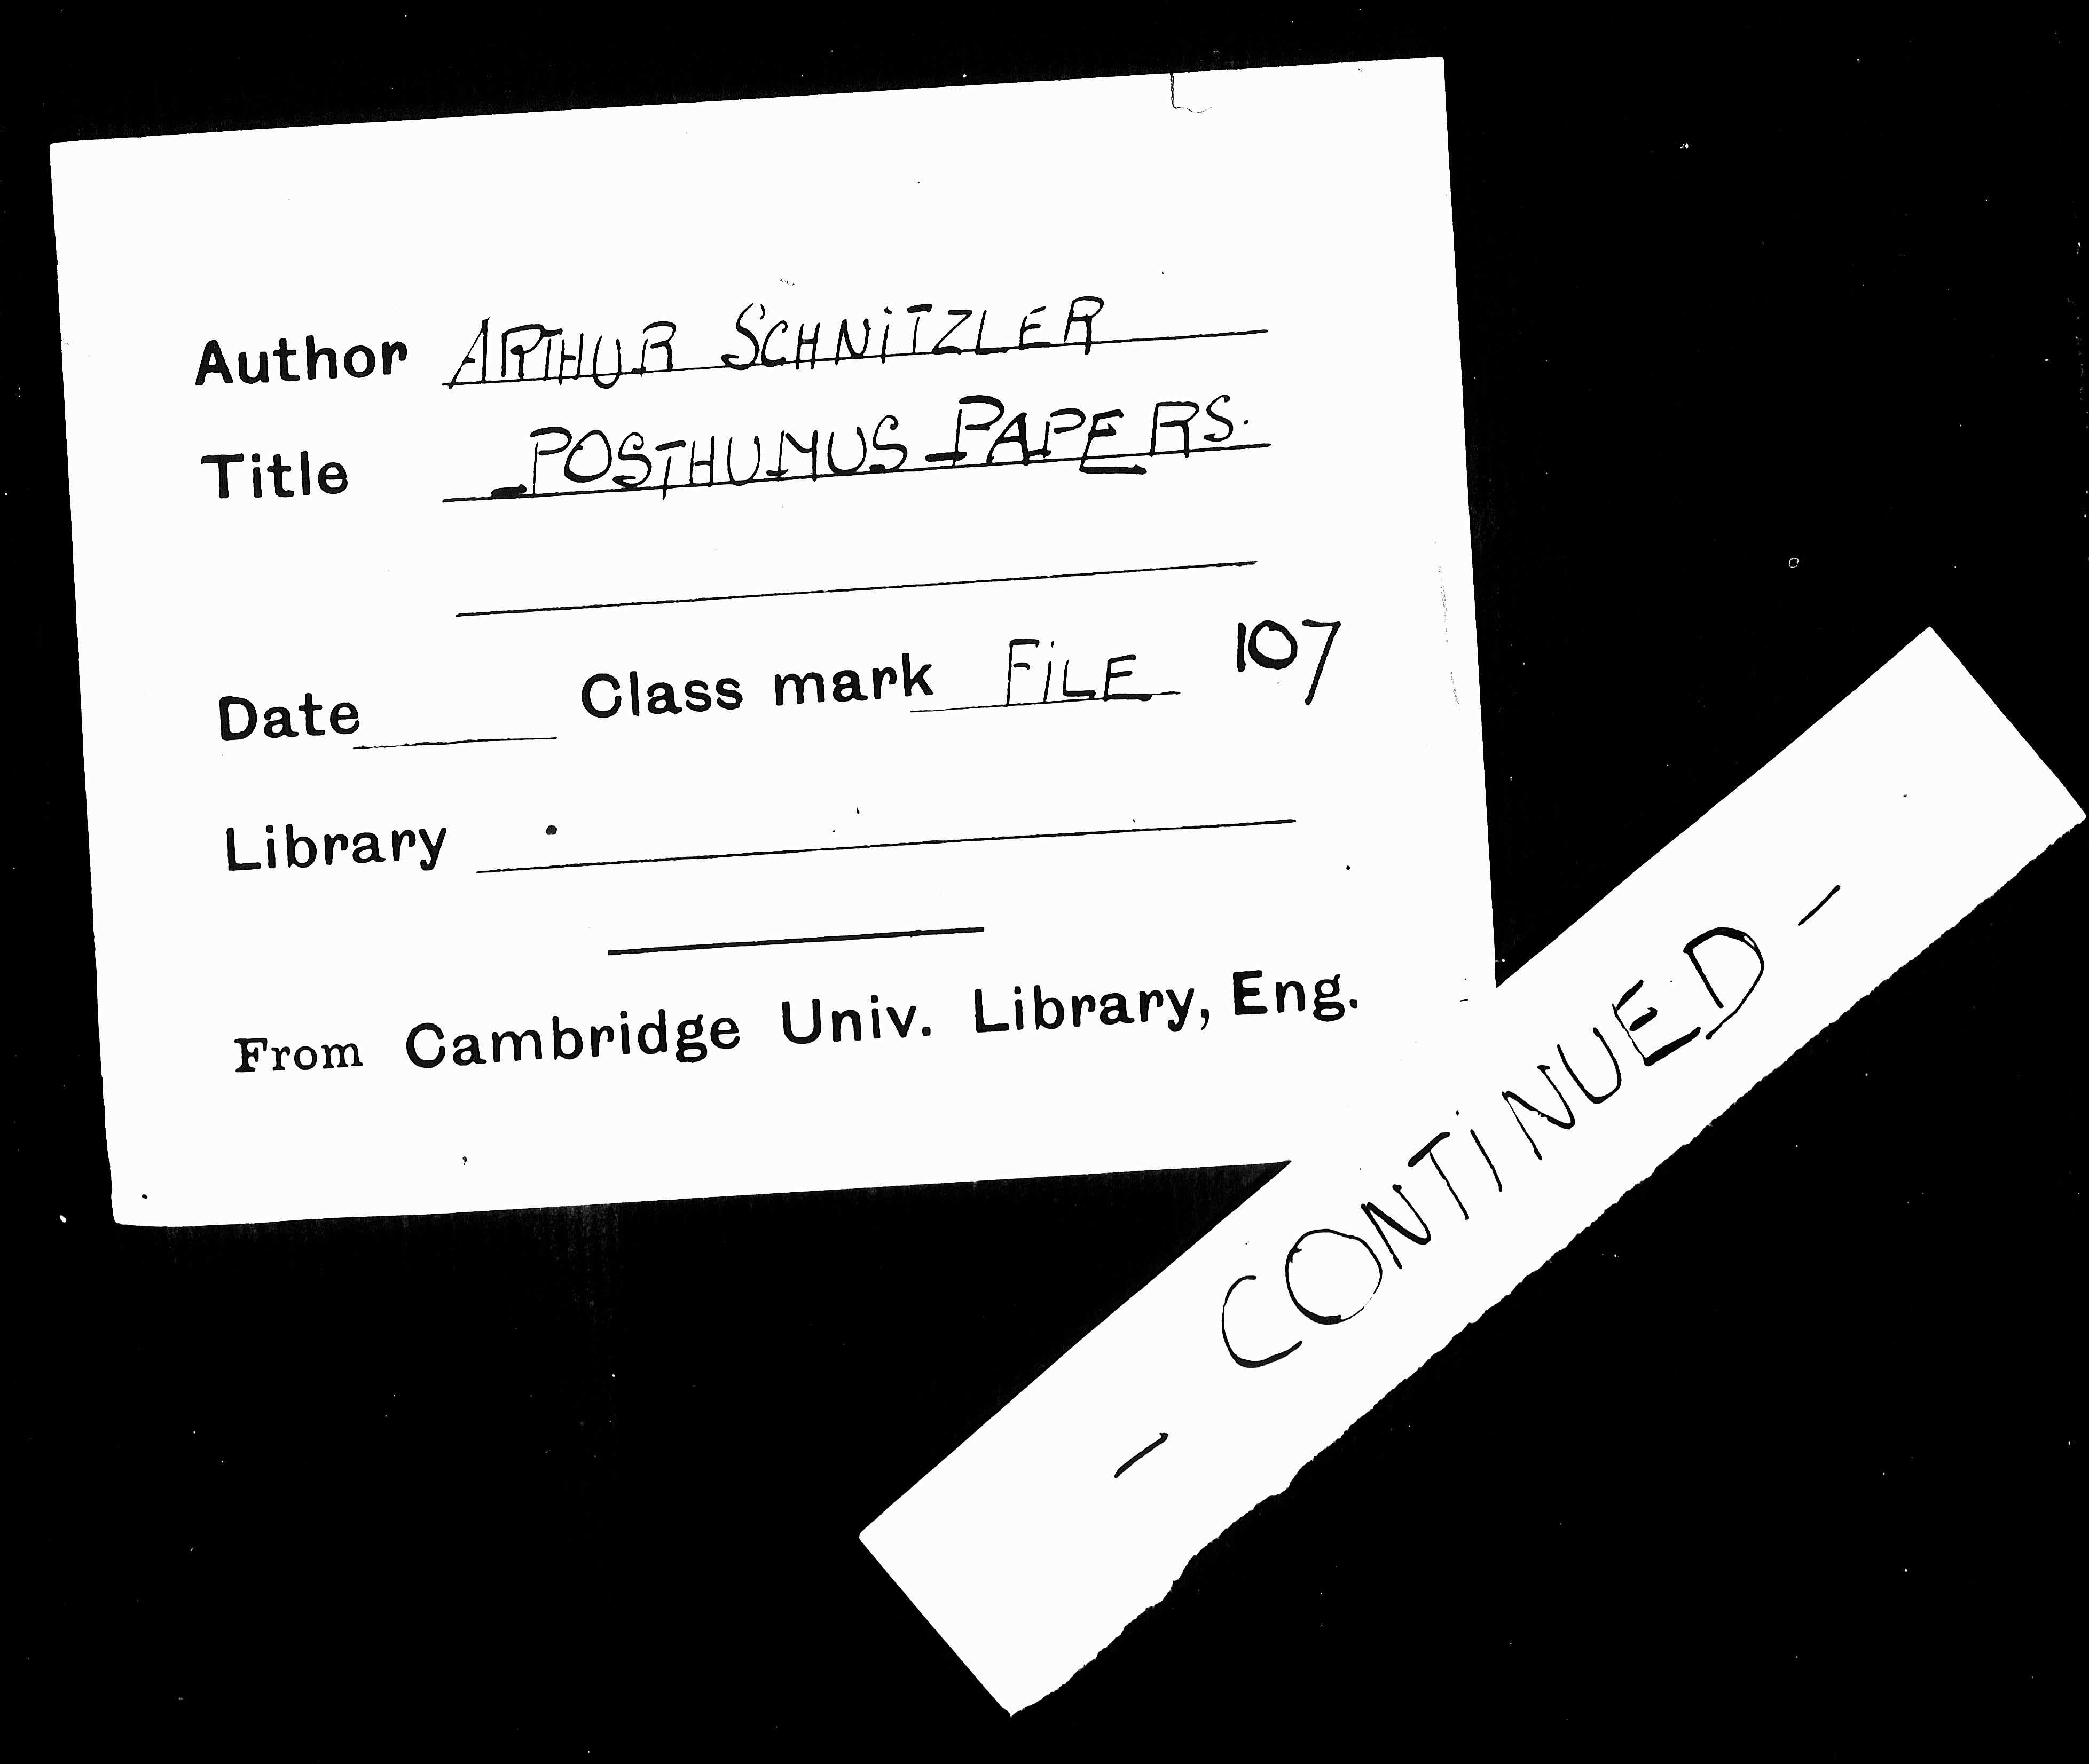 Author ARTHUR SCHNITZLER
Title POSTHUMUS PAPERS.
Date Class mark FILE 107
Library
From Cambridge Univ. Library, Eng.
- CONTINUED -